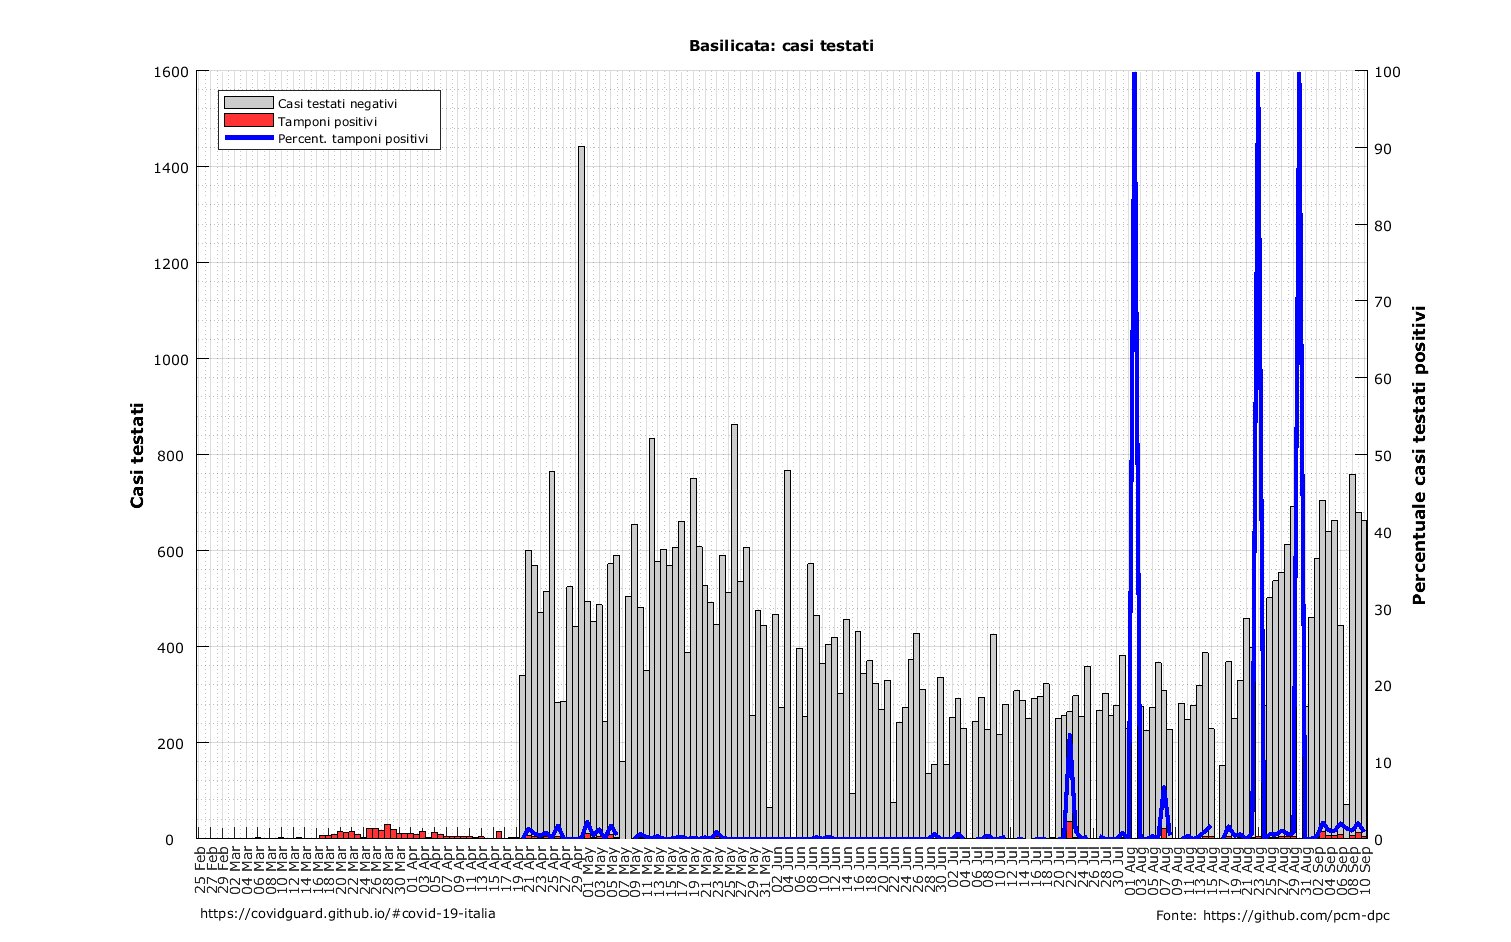 Basilicata: casi testati
Casi testati negativi
Tamponi positivi
Percent. tamponi positivi
Casi testati
1600
1400
1200
1000
800
600
400
200
0
100
90
80
70
60
50
40
30
20
10
0
Percentuale casi testati positivi
25 Feb
27 Feb
29 Feb
02 Mar
04 Mar
06 Mar
08 Mar
10 Mar
12 Mar
14 Mar
16 Mar
18 Mar
20 Mar
22 Mar
24 Mar
26 Mar
28 Mar
30 Mar
01 Apr
03 Apr
05 Apr
07 Apr
09 Apr
11 Apr
13 Apr
15 Apr
17 Apr
19 Apr
21 Apr
23 Apr
25 Apr
27 Apr
29 Apr
01 May
03 May
05 May
07 May
09 May
11 May
13 May
15 May
17 May
19 May
21 May
23 May
25 May
27 May
29 May
31 May
02 Jun
04 Jun
06 Jun
08 Jun
10 Jun
12 Jun
14 Jun
16 Jun
18 Jun
20 Jun
22 Jun
24 Jun
26 Jun
28 Jun
30 Jun
02 Jul
04 Jul
06 Jul
08 Jul
10 Jul
12 Jul
14 Jul
16 Jul
18 Jul
20 Jul
22 Jul
24 Jul
26 Jul
28 Jul
30 Jul
01 Aug
03 Aug
05 Aug
07 Aug
09 Aug
11 Aug
13 Aug
15 Aug
17 Aug
19 Aug
21 Aug
23 Aug
25 Aug
27 Aug
29 Aug
31 Aug
02 Sep
04 Sep
06 Sep
08 Sep
10 Sep
https://covidguard.github.io/#covid-19-italia
Fonte: https://github.com/pcm-dpc